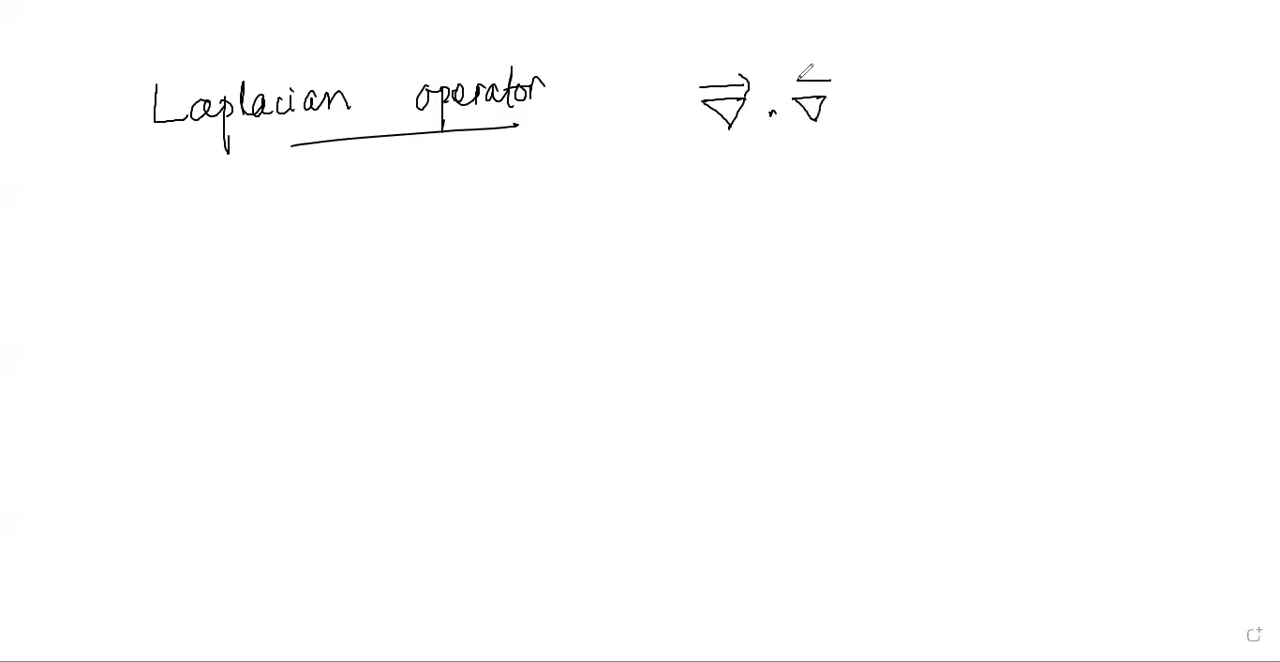 Laplacian operator ∇⃗ . ∇⃗